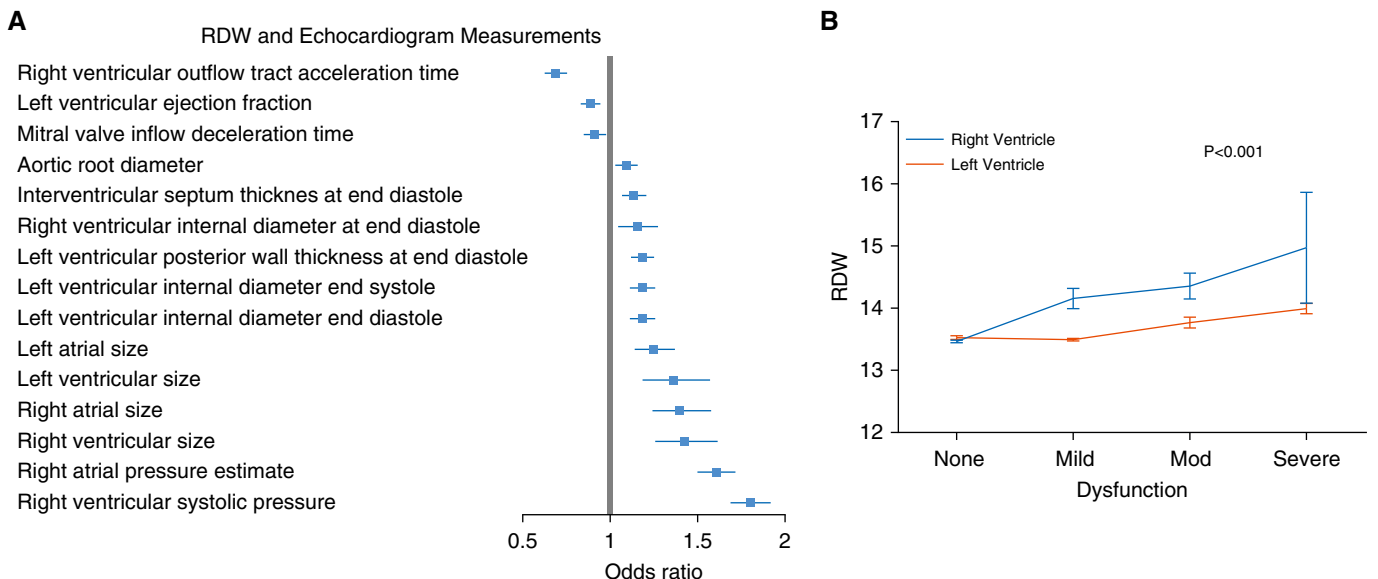 A
RDW and Echocardiogram Measurements
Right ventricular outflow tract acceleration time
Left ventricular ejection fraction
Mitral valve inflow deceleration time
Aortic root diameter
Interventricular septum thicknes at end diastole
Right ventricular internal diameter at end diastole
Left ventricular posterior wall thickness at end diastole
Left ventricular internal diameter end systole
Left ventricular internal diameter end diastole
Left atrial size
Left ventricular size
Right atrial size
Right ventricular size
Right atrial pressure estimate
Right ventricular systolic pressure
0.5 1 1.5 2
Odds ratio
B
17
16
15
14
13
12
RDW
Right Ventricle
Left Ventricle
P<0.001
None Mild Mod Severe
Dysfunction